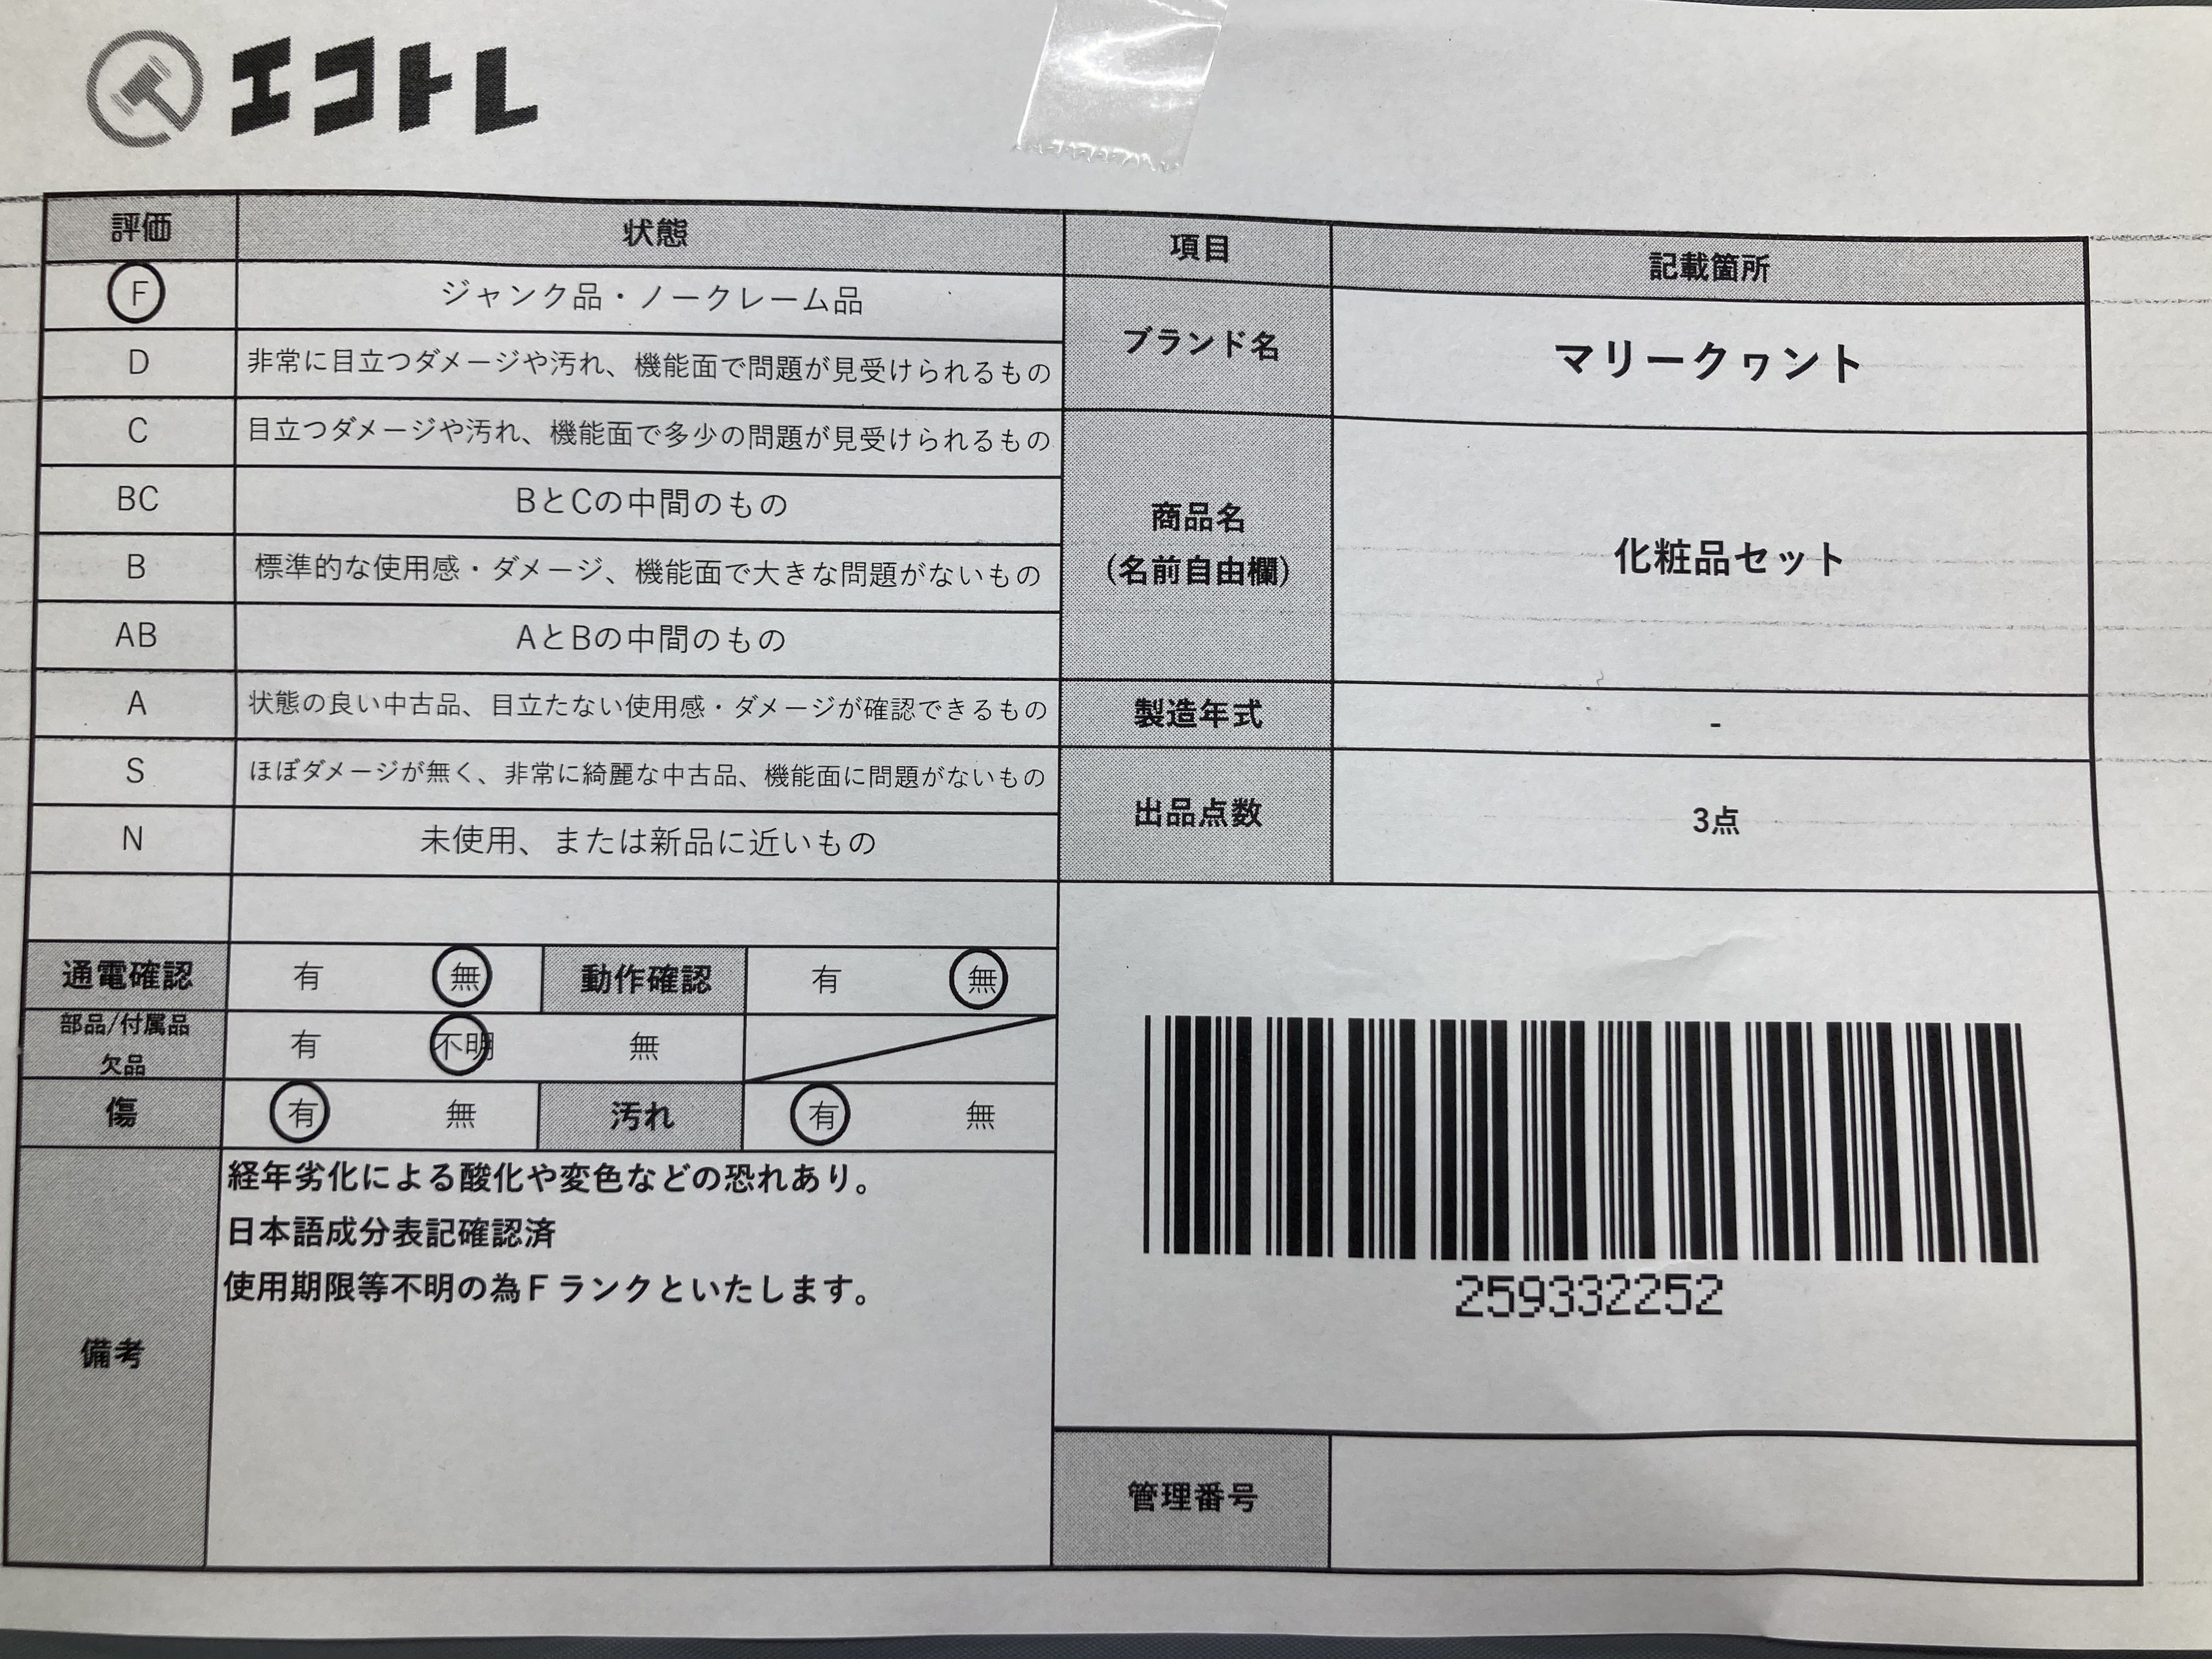 エコトレ
評価 状態
F ジャンク品・ノークレーム品
D 非常に目立つダメージや汚れ、機能面で問題が見受けられるもの
C 目立つダメージや汚れ、機能面で多少の問題が見受けられるもの
BC BとCの中間のもの
B 標準的な使用感・ダメージ、機能面で大きな問題がないもの
AB AとBの中間のもの
A 状態の良い中古品、目立たない使用感・ダメージが確認できるもの
S ほぼダメージが無く、非常に綺麗な中古品、機能面に問題がないもの
N 未使用、または新品に近いもの
通電確認 有 無 動作確認 有 無
部品/付属品
欠品
有 不明 無
傷 有 無 汚れ 有 無
備考
経年劣化による酸化や変色などの恐れあり。
日本語成分表記確認済
使用期限等不明の為Fランクといたします。
項目 記載箇所
ブランド名 マリークヮント
商品名
（名前自由欄）
化粧品セット
製造年式 -
出品点数 3点
259332252
管理番号